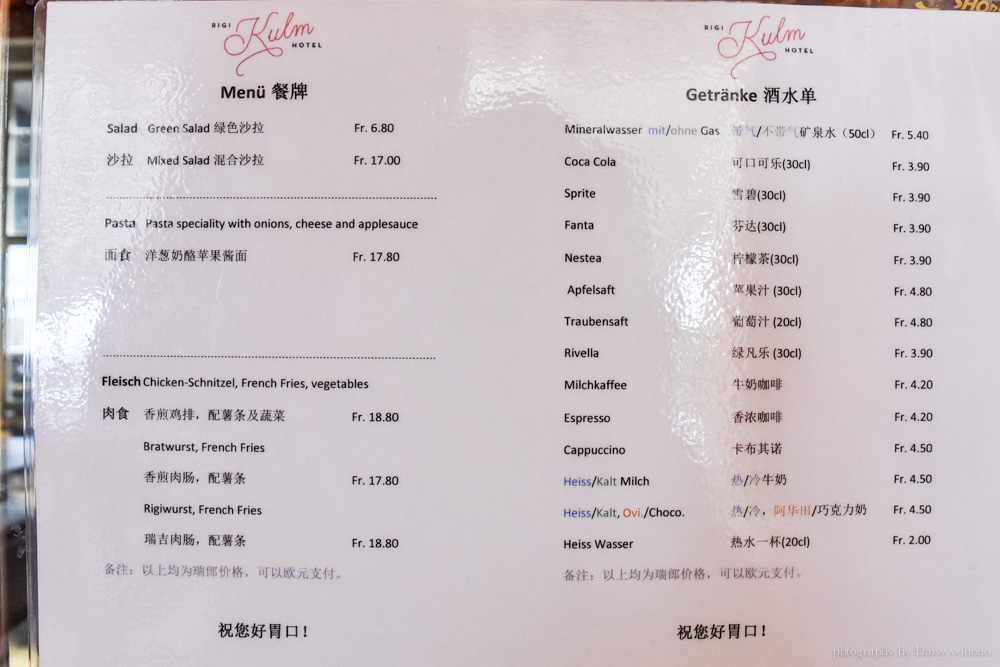 RIGI Kulm HOTEL
Menü 餐牌
Salad Green Salad 绿色沙拉 Fr. 6.80
沙拉 Mixed Salad 混合沙拉 Fr. 17.00
Pasta Pasta speciality with onions, cheese and applesauce
面食 洋葱奶酪苹果酱面 Fr. 17.80
Fleisch Chicken-Schnitzel, French Fries, vegetables
肉食 香煎鸡排，配薯条及蔬菜 Fr. 18.80
Bratwurst, French Fries
香煎肉肠，配薯条 Fr. 17.80
Rigiwurst, French Fries
瑞吉肉肠，配薯条 Fr. 18.80
备注：以上均为瑞郎价格，可以欧元支付。
祝您好胃口！
RIGI Kulm HOTEL
Getränke 酒水单
Mineralwasser mit/ohne Gas 带气/不带气矿泉水（50cl） Fr. 5.40
Coca Cola 可口可乐(30cl) Fr. 3.90
Sprite 雪碧(30cl) Fr. 3.90
Fanta 芬达(30cl) Fr. 3.90
Nestea 柠檬茶(30cl) Fr. 3.90
Apfelsaft 苹果汁 (30cl) Fr. 4.80
Traubensaft 葡萄汁 (20cl) Fr. 4.80
Rivella 绿凡乐 (30cl) Fr. 3.90
Milchkaffee 牛奶咖啡 Fr. 4.20
Espresso 香浓咖啡 Fr. 4.20
Cappuccino 卡布其诺 Fr. 4.50
Heiss/Kalt Milch 热/冷牛奶 Fr. 4.50
Heiss/Kalt, Ovi./Choco. 热/冷，阿华田/巧克力奶 Fr. 4.50
Heiss Wasser 热水一杯(20cl) Fr. 2.00
备注：以上均为瑞郎价格，可以欧元支付。
祝您好胃口！
phtography by Daisy yohoho